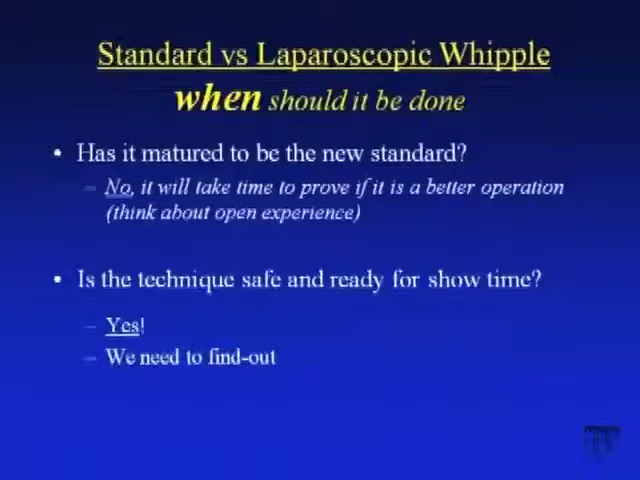 Standard vs Laparoscopic Whipple
when should it be done
• Has it matured to be the new standard?
– No, it will take time to prove if it is a better operation
(think about open experience)
• Is the technique safe and ready for show time?
– Yes!
– We need to find-out